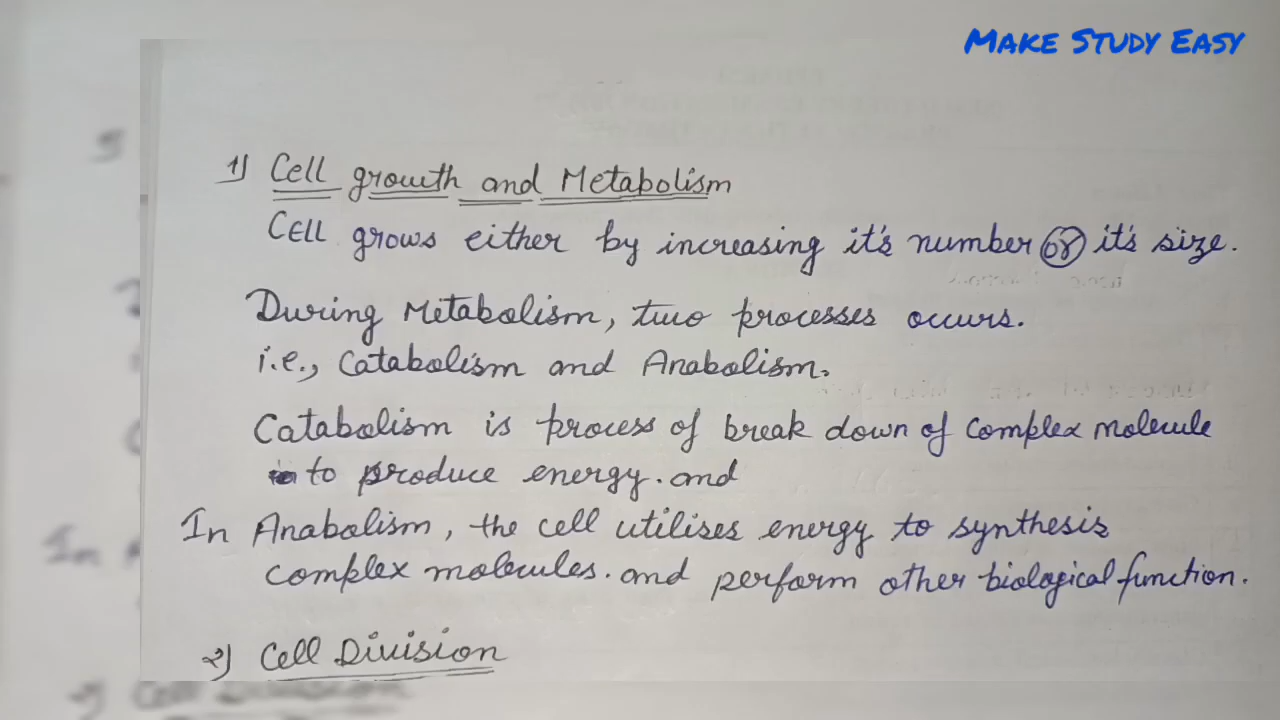 MAKE STUDY EASY
1) Cell growth and Metabolism
Cell grows either by increasing it's number or it's size.
During Metabolism, two processes occurs.
i.e., Catabolism and Anabolism.
Catabolism is process of break down of complex molecule
to produce energy. and
In Anabolism, the cell utilises energy to synthesis
complex molecules. and perform other biological function.
2) Cell Division